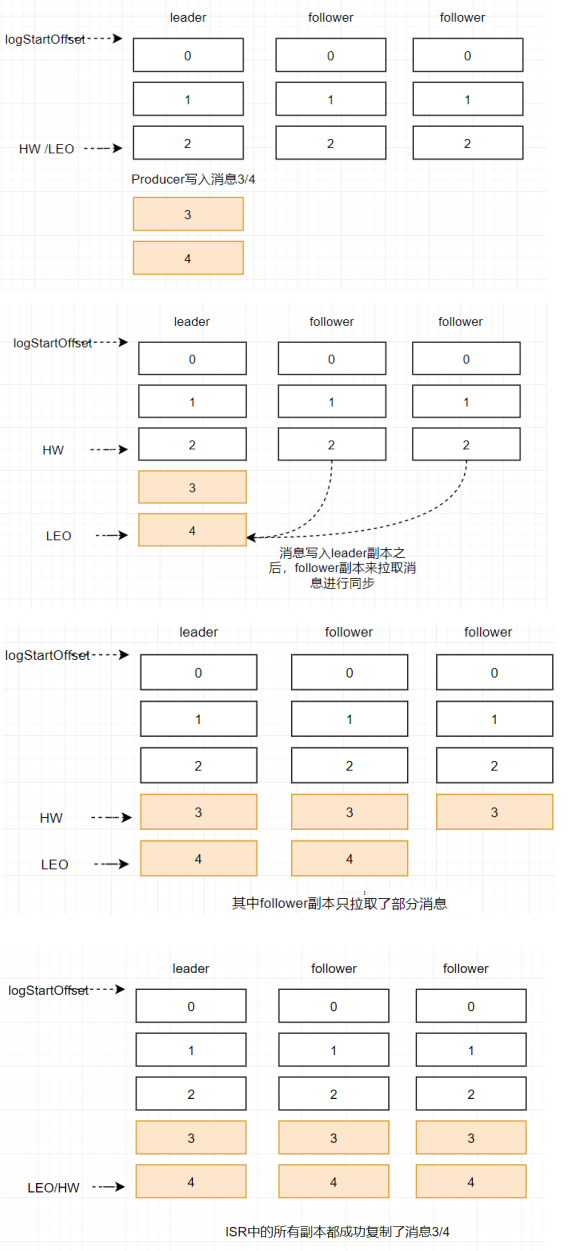 leader follower follower
logStartOffset
0 0 0
1 1 1
HW /LEO 2 2 2
Producer写入消息3/4
3
4
leader follower follower
logStartOffset
0 0 0
1 1 1
HW 2 2 2
3
LEO 4
消息写入leader副本之
后，follower副本来拉取消
息进行同步
leader follower follower
logStartOffset
0 0 0
1 1 1
2 2 2
HW 3 3 3
LEO 4 4
其中follower副本只拉取了部分消息
leader follower follower
logStartOffset
0 0 0
1 1 1
2 2 2
3 3 3
LEO/HW 4 4 4
ISR中的所有副本都成功复制了消息3/4